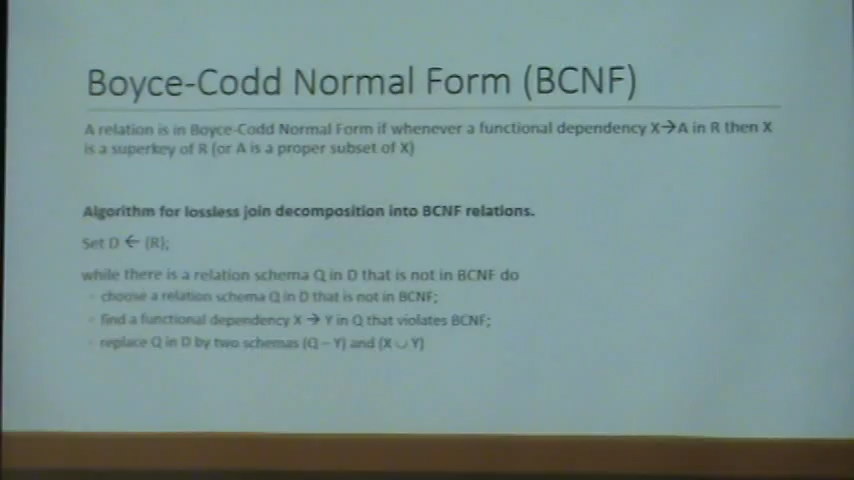 Boyce-Codd Normal Form (BCNF)
A relation is in Boyce-Codd Normal Form if whenever a functional dependency X→A in R then X
is a superkey of R (or A is a proper subset of X)
Algorithm for lossless join decomposition into BCNF relations.
Set D ← {R};
while there is a relation schema Q in D that is not in BCNF do
- choose a relation schema Q in D that is not in BCNF;
- find a functional dependency X → Y in Q that violates BCNF;
- replace Q in D by two schemas (Q – Y) and (X ∪ Y)